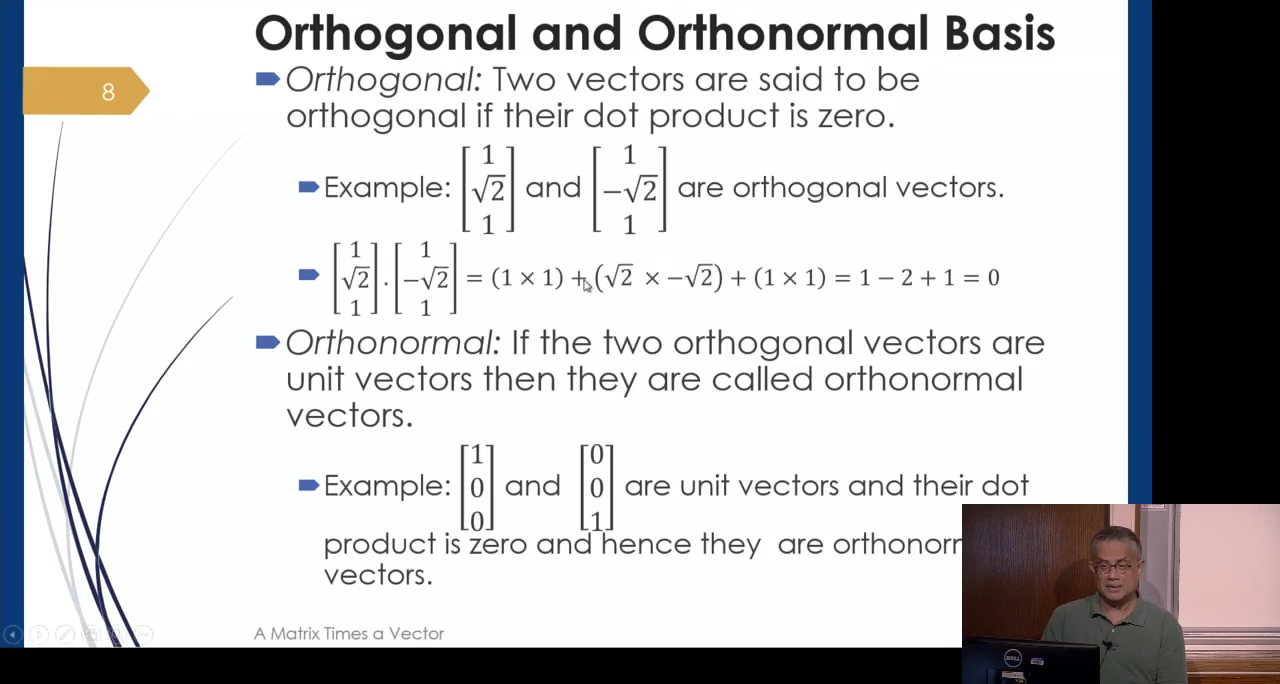 Orthogonal and Orthonormal Basis
8
Orthogonal: Two vectors are said to be
orthogonal if their dot product is zero.
Example: [1 √2 1] and [1 −√2 1] are orthogonal vectors.
[1 √2 1] . [1 −√2 1] = (1 × 1) + (√2 × −√2) + (1 × 1) = 1 − 2 + 1 = 0
Orthonormal: If the two orthogonal vectors are
unit vectors then they are called orthonormal
vectors.
Example: [1 0 0] and [0 0 1] are unit vectors and their dot
product is zero and hence they are
vectors.
A Matrix Times a Vector
DELL